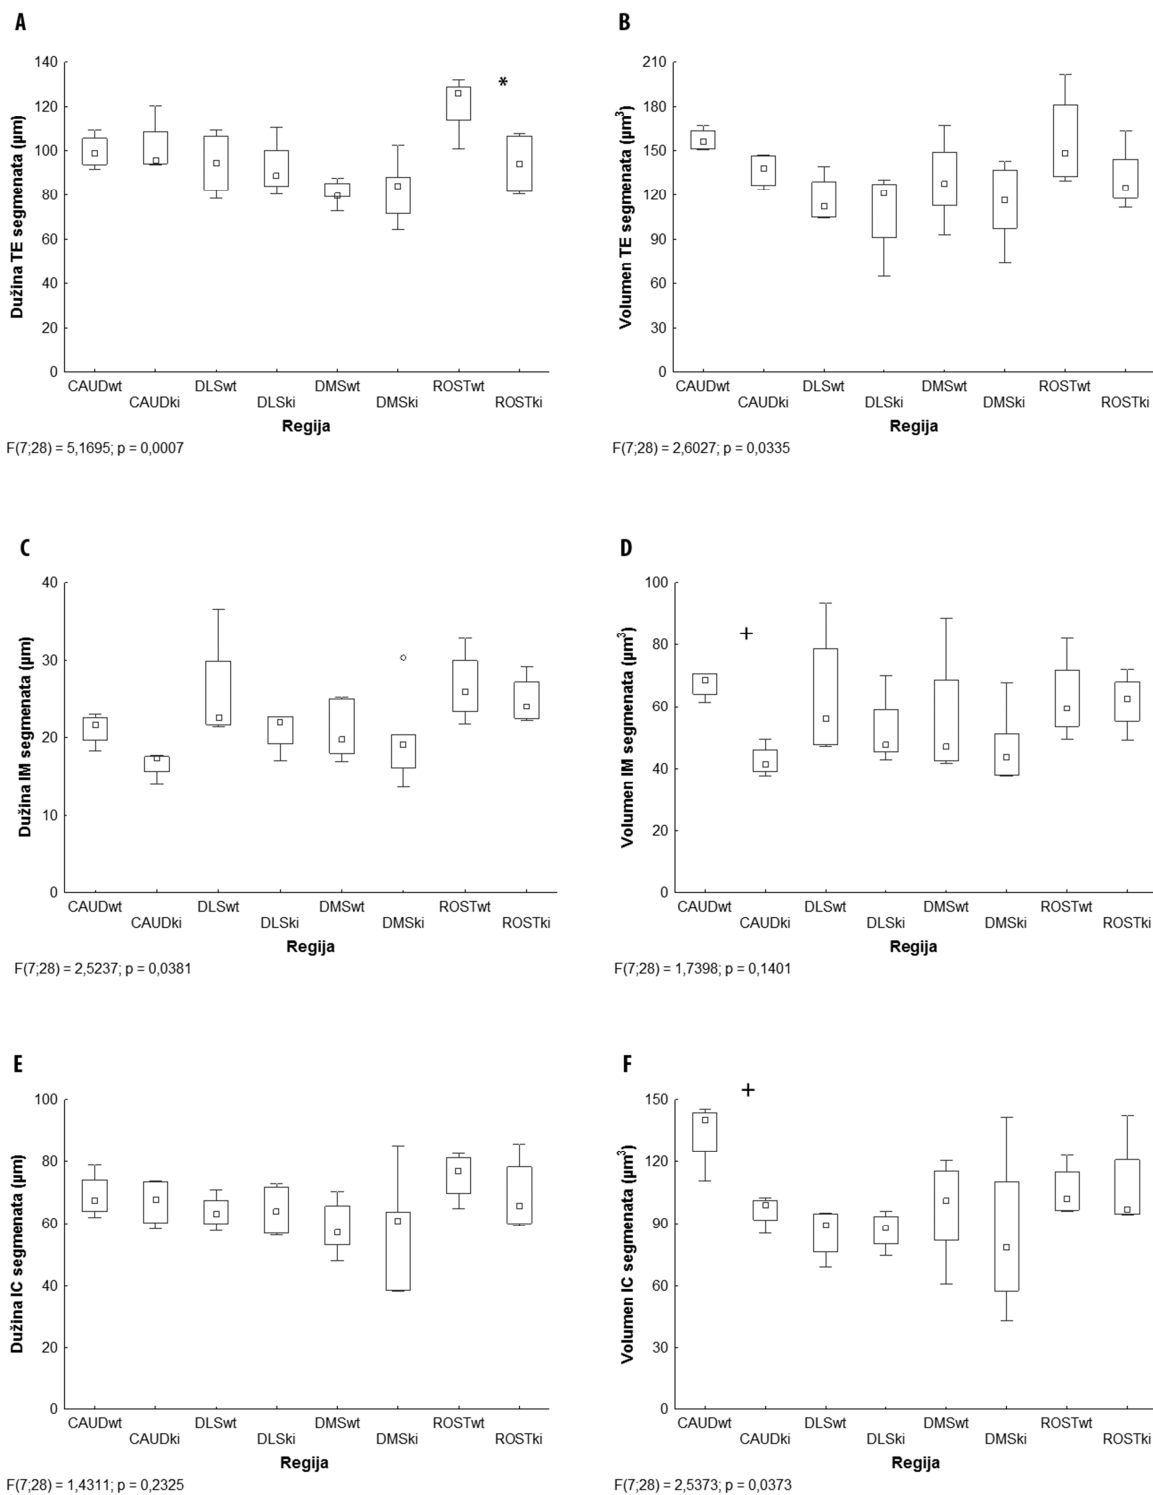 A
Dužina TE segmenata (µm)
140
120
100
80
60
40
20
0
*
CAUDwt
CAUDki
DLSwt
DLSki
DMSwt
DMSki
ROSTwt
ROSTki
Regija
F(7;28) = 5,1695; p = 0,0007
B
Volumen TE segmenata (µm³)
210
180
150
120
90
60
30
0
CAUDwt
CAUDki
DLSwt
DLSki
DMSwt
DMSki
ROSTwt
ROSTki
Regija
F(7;28) = 2,6027; p = 0,0335
C
Dužina IM segmenata (µm)
40
30
20
10
0
CAUDwt
CAUDki
DLSwt
DLSki
DMSwt
DMSki
ROSTwt
ROSTki
Regija
F(7;28) = 2,5237; p = 0,0381
D
Volumen IM segmenata (µm³)
100
80
60
40
20
0
+
CAUDwt
CAUDki
DLSwt
DLSki
DMSwt
DMSki
ROSTwt
ROSTki
Regija
F(7;28) = 1,7398; p = 0,1401
E
Dužina IC segmenata (µm)
100
80
60
40
20
0
CAUDwt
CAUDki
DLSwt
DLSki
DMSwt
DMSki
ROSTwt
ROSTki
Regija
F(7;28) = 1,4311; p = 0,2325
F
Volumen IC segmenata (µm³)
150
120
90
60
30
0
+
CAUDwt
CAUDki
DLSwt
DLSki
DMSwt
DMSki
ROSTwt
ROSTki
Regija
F(7;28) = 2,5373; p = 0,0373